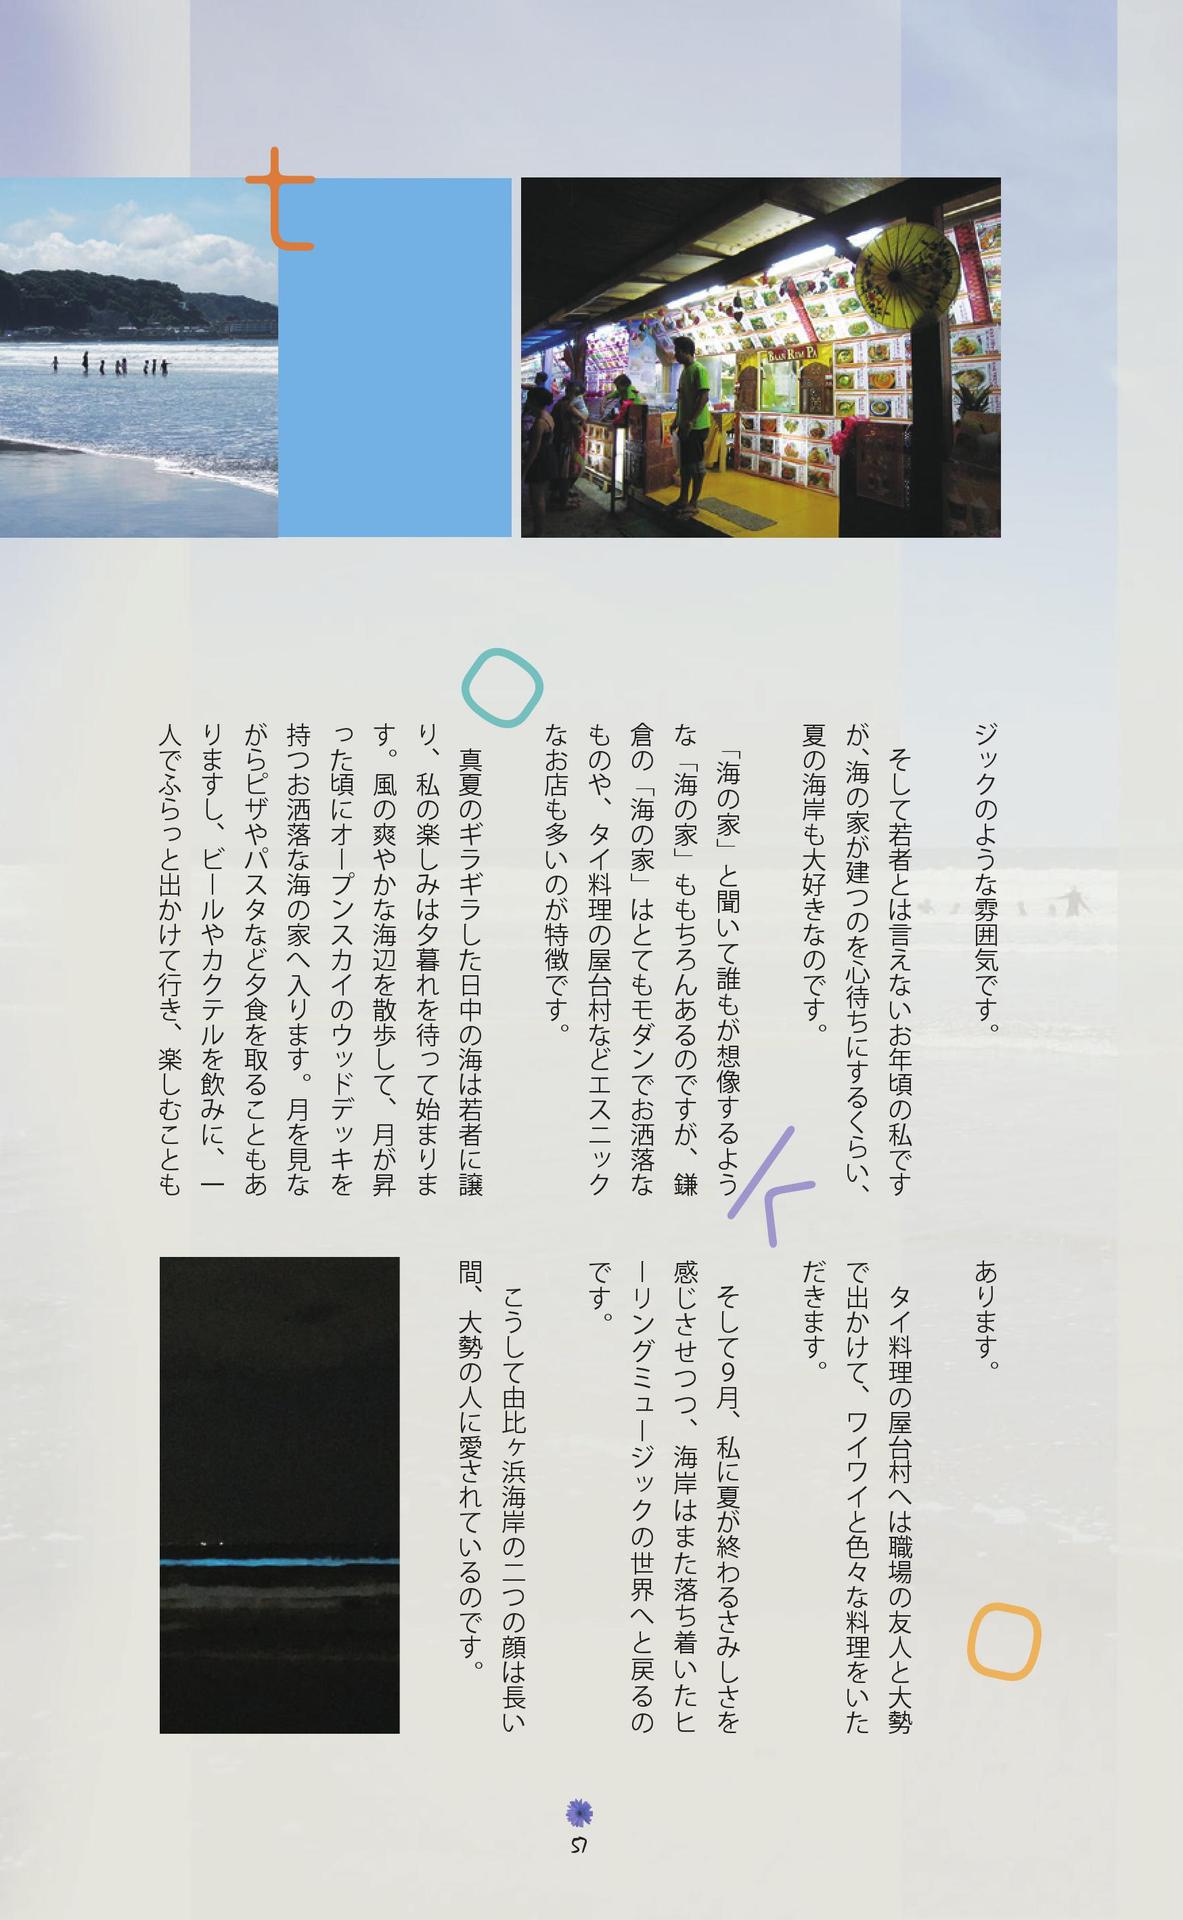 t
BAAN RIM PA
ジックのような雰囲気です。
そして若者とは言えないお年頃の私です
が、海の家が建つのを心待ちにするくらい、
夏の海岸も大好きなのです。
「海の家」と聞いて誰もが想像するよう
な「海の家」ももちろんあるのですが、鎌
倉の「海の家」はとてもモダンでお洒落な
ものや、タイ料理の屋台村などエスニック
なお店も多いのが特徴です。
真夏のギラギラした日中の海は若者に譲
り、私の楽しみは夕暮れを待って始まりま
す。風の爽やかな海辺を散歩して、月が昇
った頃にオープンスカイのウッドデッキを
持つお洒落な海の家へ入ります。月を見な
がらピザやパスタなど夕食を取ることもあ
りますし、ビールやカクテルを飲みに、一
人でふらっと出かけて行き、楽しむことも
あります。
タイ料理の屋台村へは職場の友人と大勢
で出かけて、ワイワイと色々な料理をいた
だきます。
そして９月、私に夏が終わるさみしさを
感じさせつつ、海岸はまた落ち着いたヒ
ーリングミュージックの世界へと戻るの
です。
こうして由比ヶ浜海岸の二つの顔は長い
間、大勢の人に愛されているのです。
o
k
o
57